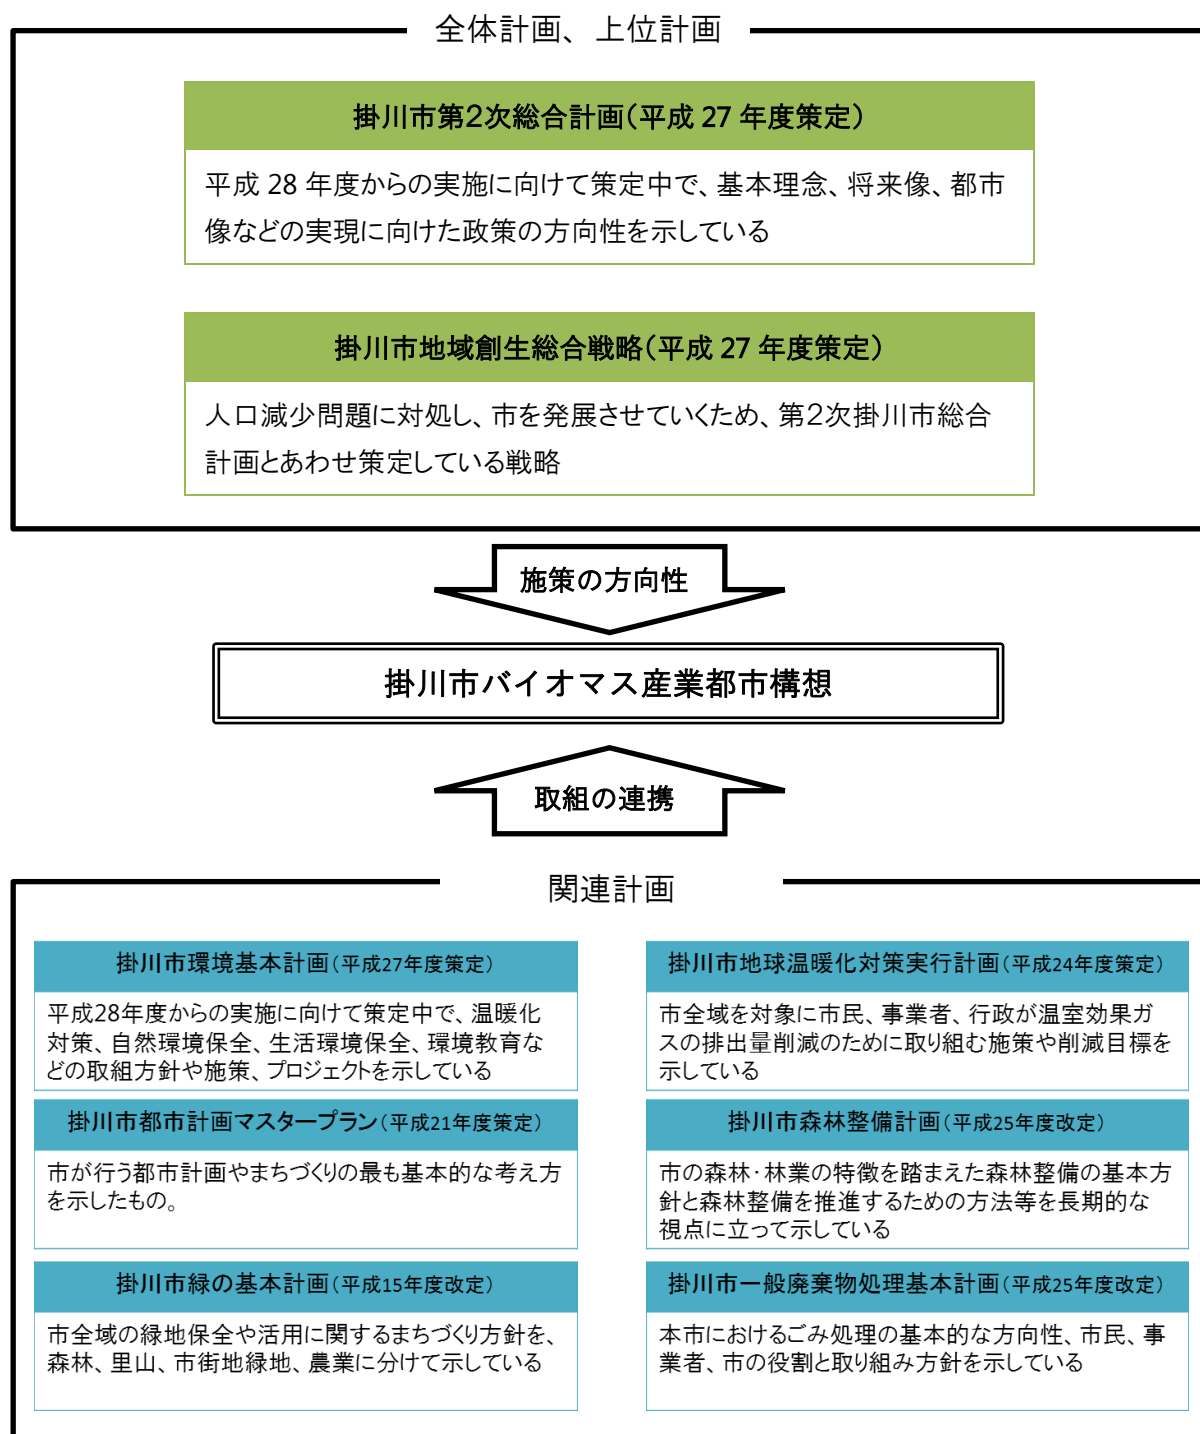 全体計画、上位計画
掛川市第２次総合計画（平成 27 年度策定）
平成 28 年度からの実施に向けて策定中で、基本理念、将来像、都市
像などの実現に向けた政策の方向性を示している
掛川市地域創生総合戦略（平成 27 年度策定）
人口減少問題に対処し、市を発展させていくため、第２次掛川市総合
計画とあわせ策定している戦略
施策の方向性
掛川市バイオマス産業都市構想
取組の連携
関連計画
掛川市環境基本計画（平成27年度策定）
平成28年度からの実施に向けて策定中で、温暖化
対策、自然環境保全、生活環境保全、環境教育な
どの取組方針や施策、プロジェクトを示している
掛川市地球温暖化対策実行計画（平成24年度策定）
市全域を対象に市民、事業者、行政が温室効果ガ
スの排出量削減のために取り組む施策や削減目標を
示している
掛川市都市計画マスタープラン（平成21年度策定）
市が行う都市計画やまちづくりの最も基本的な考え方
を示したもの。
掛川市森林整備計画（平成25年度改定）
市の森林・林業の特徴を踏まえた森林整備の基本方
針と森林整備を推進するための方法等を長期的な
視点に立って示している
掛川市緑の基本計画（平成15年度改定）
市全域の緑地保全や活用に関するまちづくり方針を、
森林、里山、市街地緑地、農業に分けて示している
掛川市一般廃棄物処理基本計画（平成25年度改定）
本市におけるごみ処理の基本的な方向性、市民、事
業者、市の役割と取り組み方針を示している